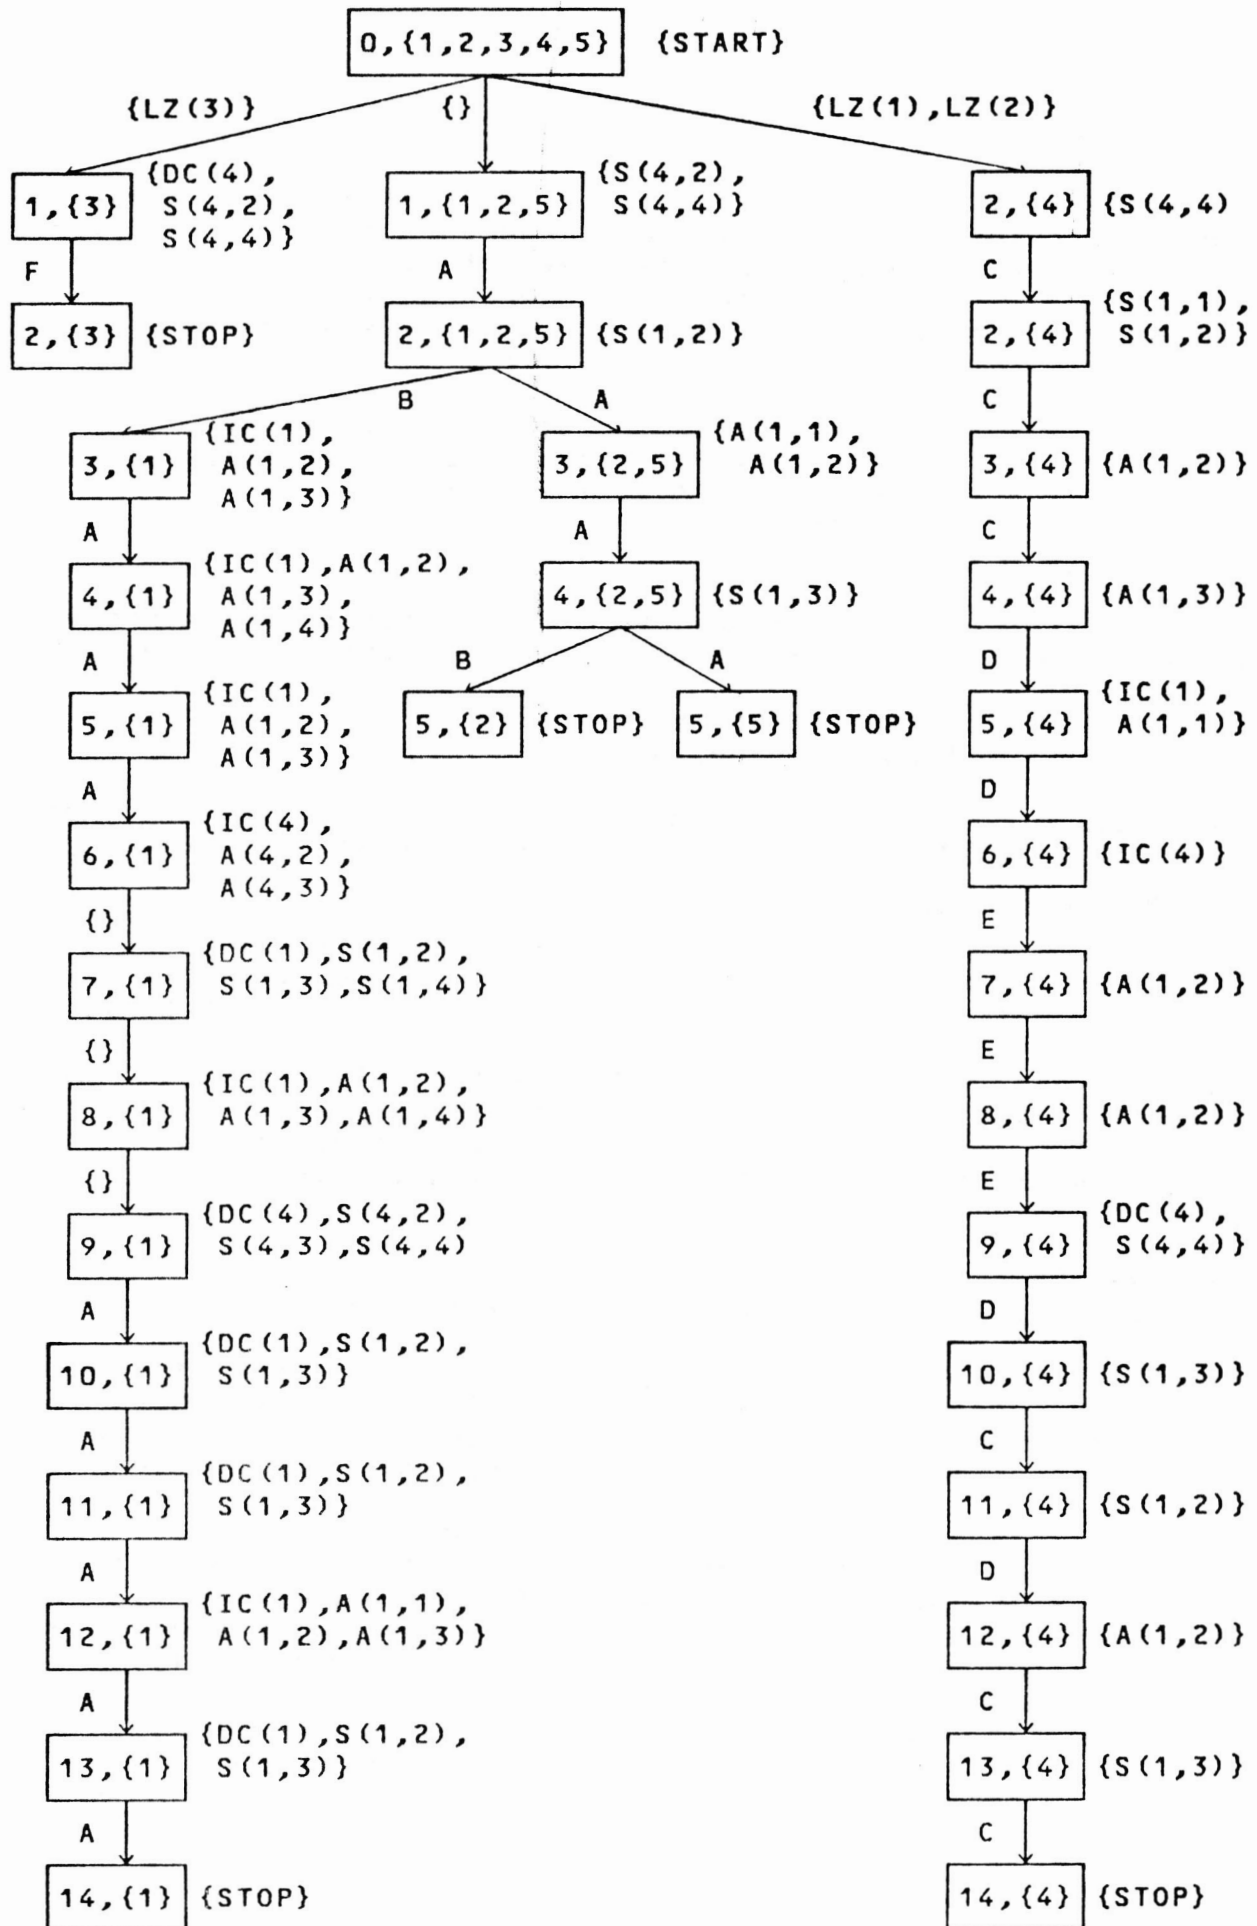 0,{1,2,3,4,5} {START}
{LZ(3)} {} {LZ(1),LZ(2)}
1,{3} {DC(4),
S(4,2),
S(4,4)}
1,{1,2,5} {S(4,2),
S(4,4)}
2,{4} {S(4,4)
F A C
2,{3} {STOP}
2,{1,2,5} {S(1,2)}
2,{4} {S(1,1),
S(1,2)}
B A C
3,{1} {IC(1),
A(1,2),
A(1,3)}
3,{2,5} {A(1,1),
A(1,2)}
3,{4} {A(1,2)}
A A C
4,{1} {IC(1),A(1,2),
A(1,3),
A(1,4)}
4,{2,5} {S(1,3)}
4,{4} {A(1,3)}
A B A D
5,{1} {IC(1),
A(1,2),
A(1,3)}
5,{2} {STOP}
5,{5} {STOP}
5,{4} {IC(1),
A(1,1)}
A D
6,{1} {IC(4),
A(4,2),
A(4,3)}
6,{4} {IC(4)}
{} E
7,{1} {DC(1),S(1,2),
S(1,3),S(1,4)}
7,{4} {A(1,2)}
{} E
8,{1} {IC(1),A(1,2),
A(1,3),A(1,4)}
8,{4} {A(1,2)}
{} E
9,{1} {DC(4),S(4,2),
S(4,3),S(4,4)
9,{4} {DC(4),
S(4,4)}
A D
10,{1} {DC(1),S(1,2),
S(1,3)}
10,{4} {S(1,3)}
A C
11,{1} {DC(1),S(1,2),
S(1,3)}
11,{4} {S(1,2)}
A D
12,{1} {IC(1),A(1,1),
A(1,2),A(1,3)}
12,{4} {A(1,2)}
A C
13,{1} {DC(1),S(1,2),
S(1,3)}
13,{4} {S(1,3)}
A C
14,{1} {STOP}
14,{4} {STOP}